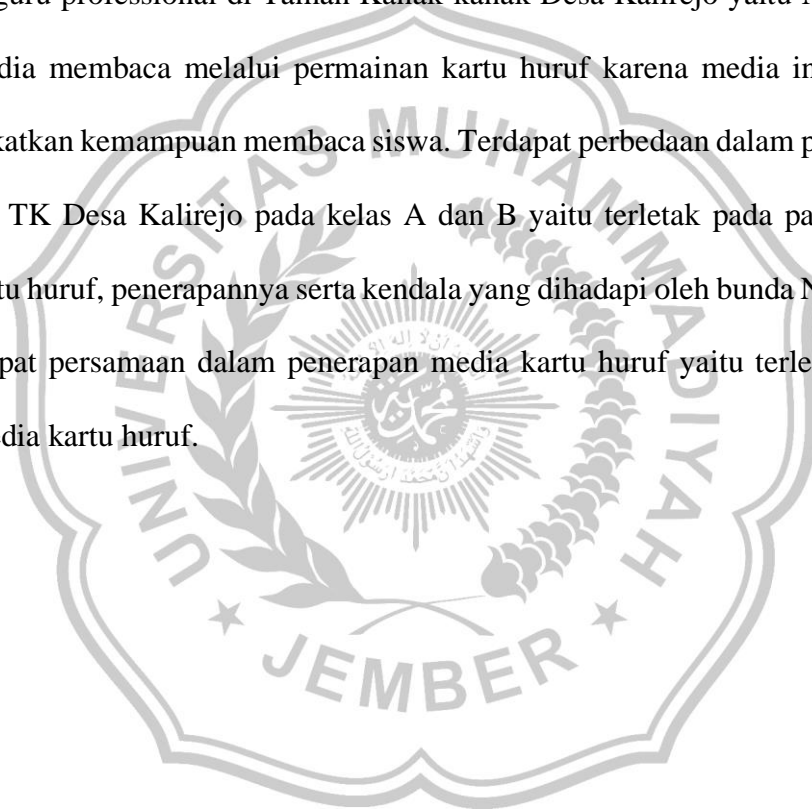 guru professional di Taman Kanak-kanak Desa Kalirejo yaitu
dia membaca melalui permainan kartu huruf karena media in
katkan kemampuan membaca siswa. Terdapat perbedaan dalam p
TK Desa Kalirejo pada kelas A dan B yaitu terletak pada pa
tu huruf, penerapannya serta kendala yang dihadapi oleh bunda N
pat persamaan dalam penerapan media kartu huruf yaitu terle
dia kartu huruf.
UNIVERSITAS MUHAMMADIYAH
JEMBER